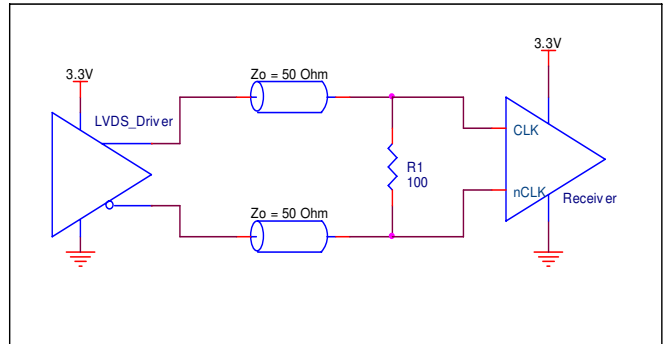 3.3V
LVDS_Driver
Zo = 50 Ohm
Zo = 50 Ohm
R1
100
3.3V
CLK
nCLK
Receiver